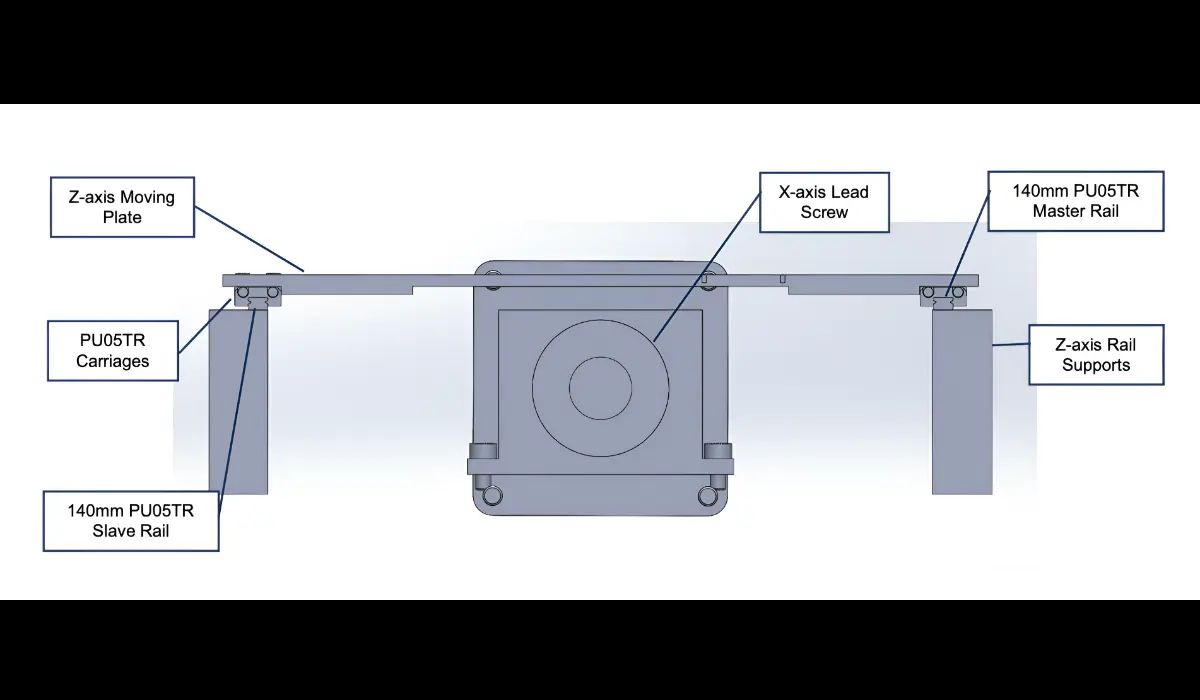 Z-axis Moving
Plate
X-axis Lead
Screw
140mm PU05TR
Master Rail
PU05TR
Carriages
Z-axis Rail
Supports
140mm PU05TR
Slave Rail